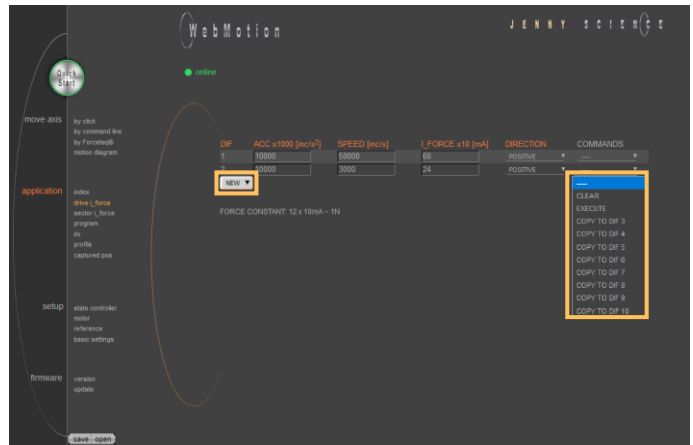 WebMotion
JENNY SCIENCE
Quick
Start
online
move axis
by click
by command line
by Forceteq®
motion diagram
DIF ACC x1000 [inc/s²] SPEED [inc/s] I_FORCE x10 [mA] DIRECTION COMMANDS
1 10000 60000 60 POSITIVE ----
2 10000 3000 24 POSITIVE ----
NEW
----
CLEAR
EXECUTE
COPY TO DIF 3
COPY TO DIF 4
COPY TO DIF 5
COPY TO DIF 6
COPY TO DIF 7
COPY TO DIF 8
COPY TO DIF 9
COPY TO DIF 10
FORCE CONSTANT: 12 x 10mA ~ 1N
application
index
drive i_force
sector i_force
program
i/o
profile
captured pos
setup
state controller
motor
reference
basic settings
firmware
version
update
save open